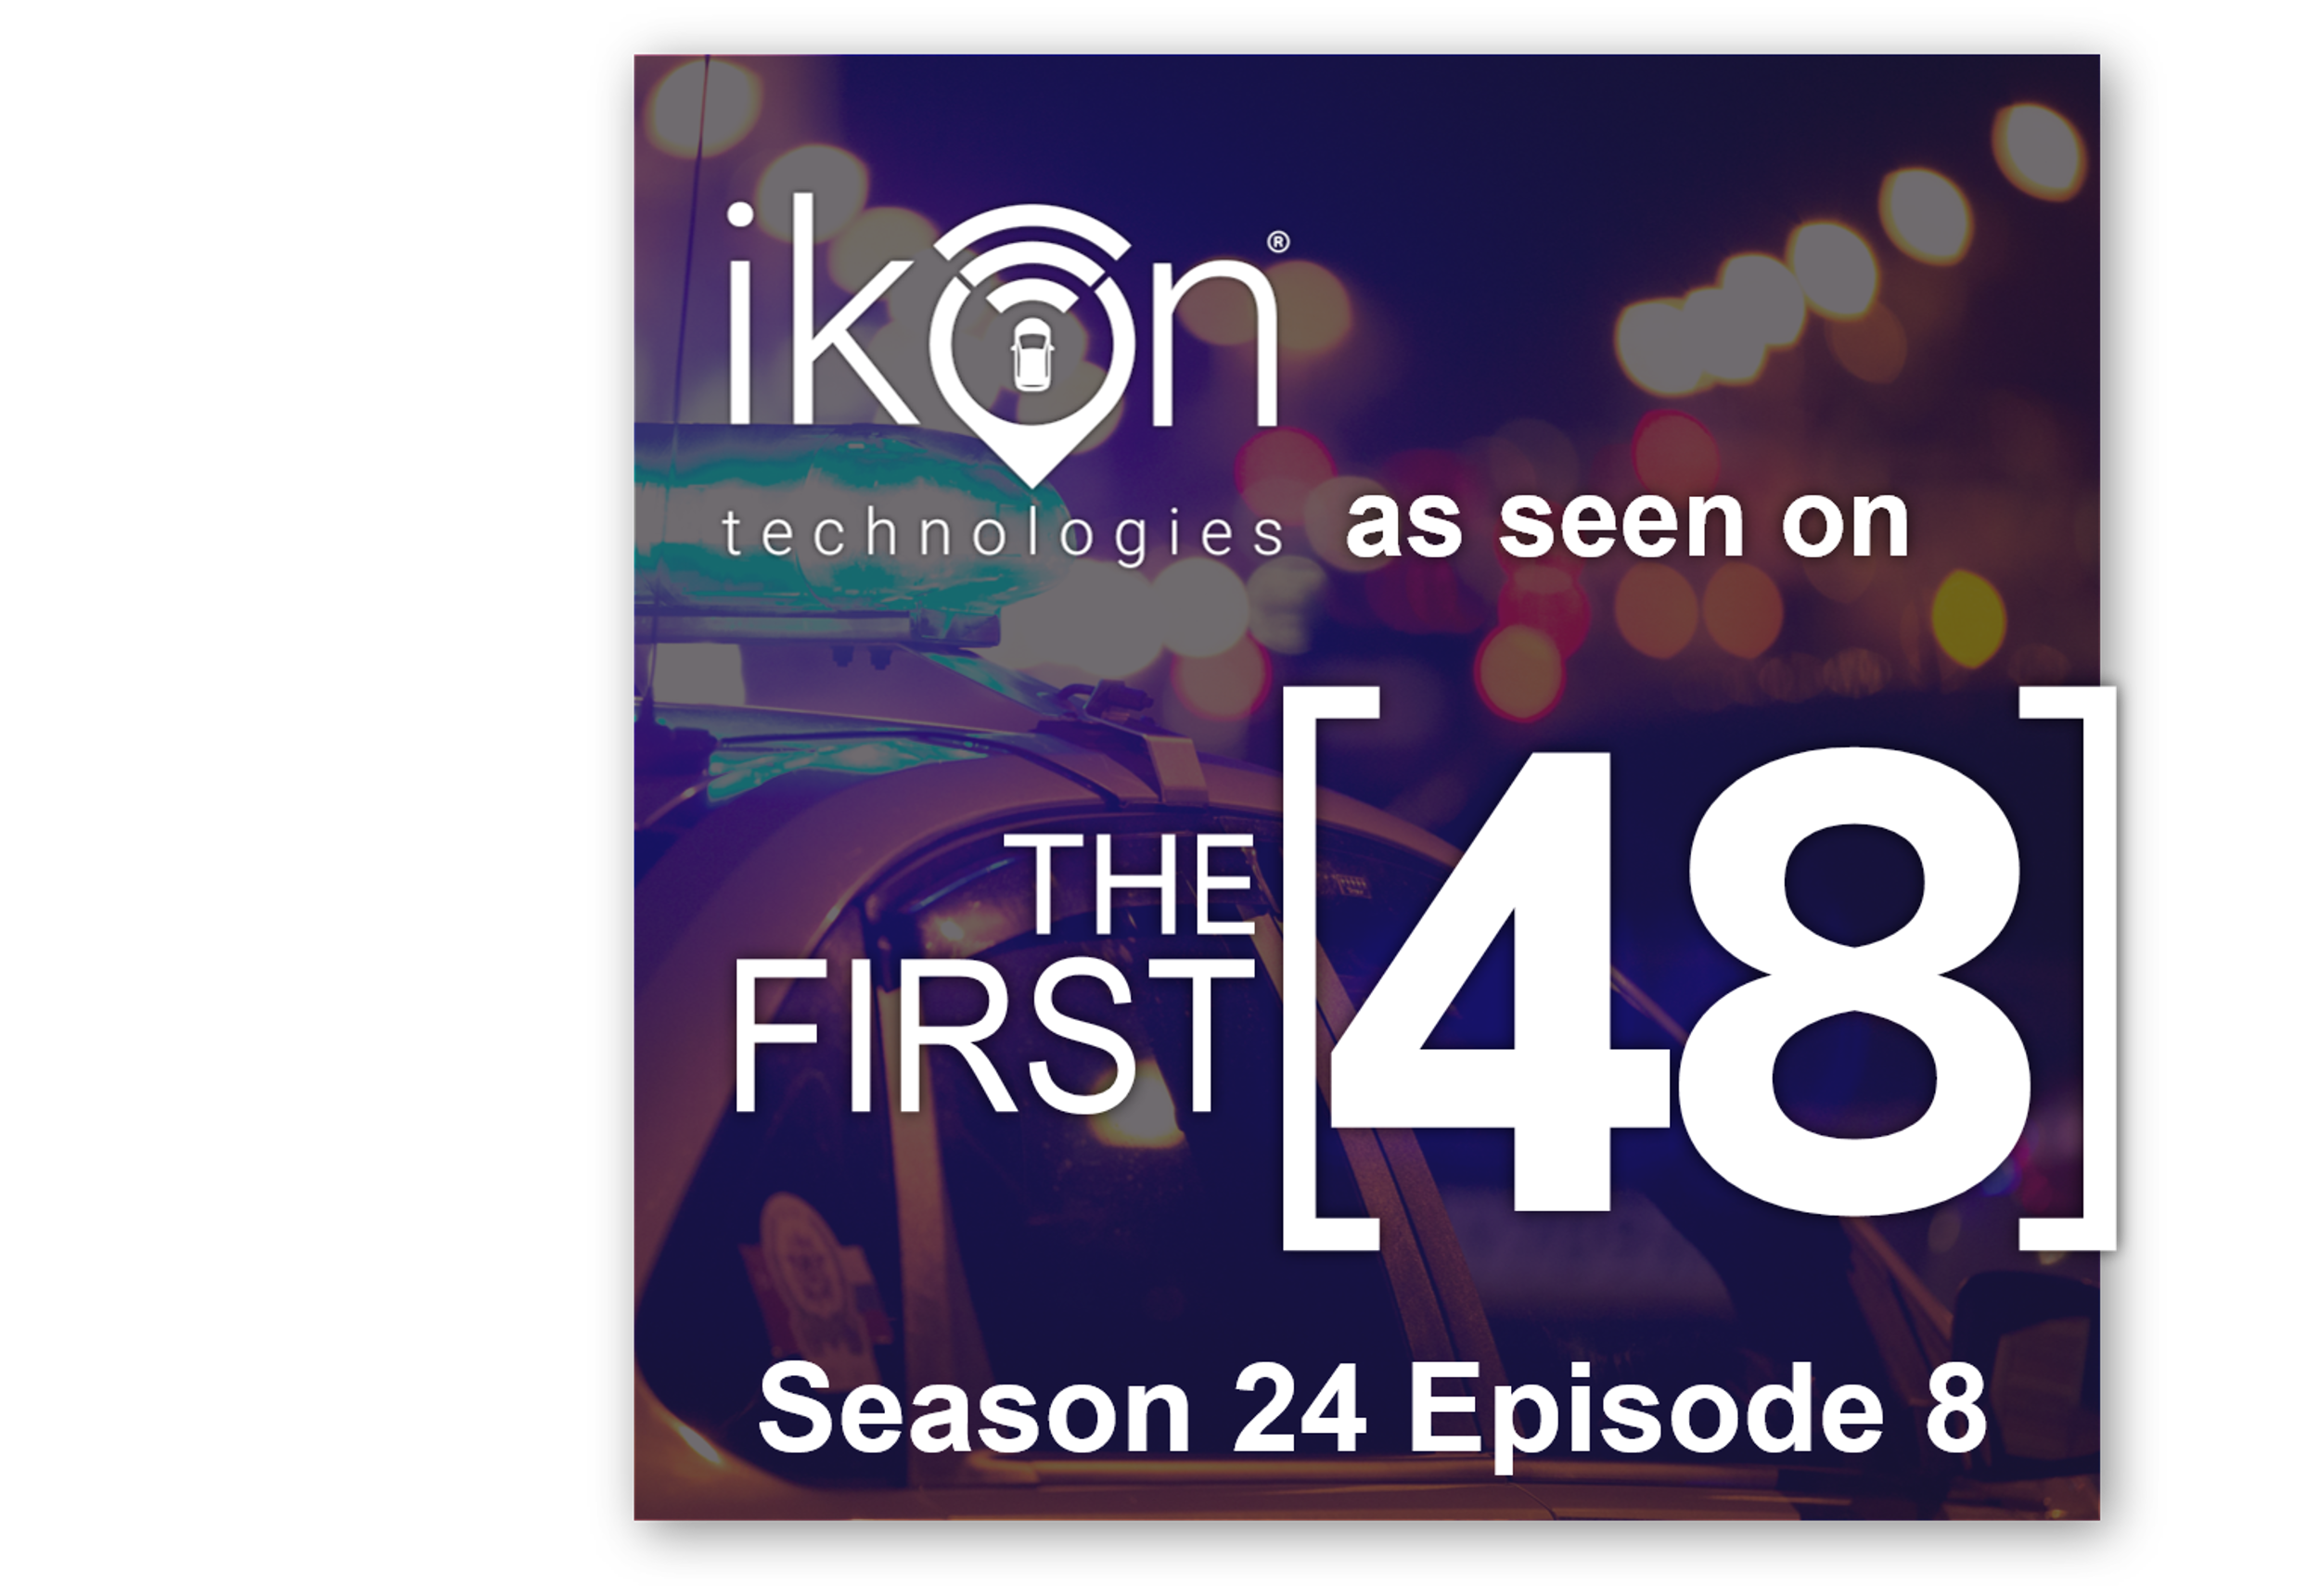 ikon®
technologies as seen on
THE
FIRST [48]
Season 24 Episode 8